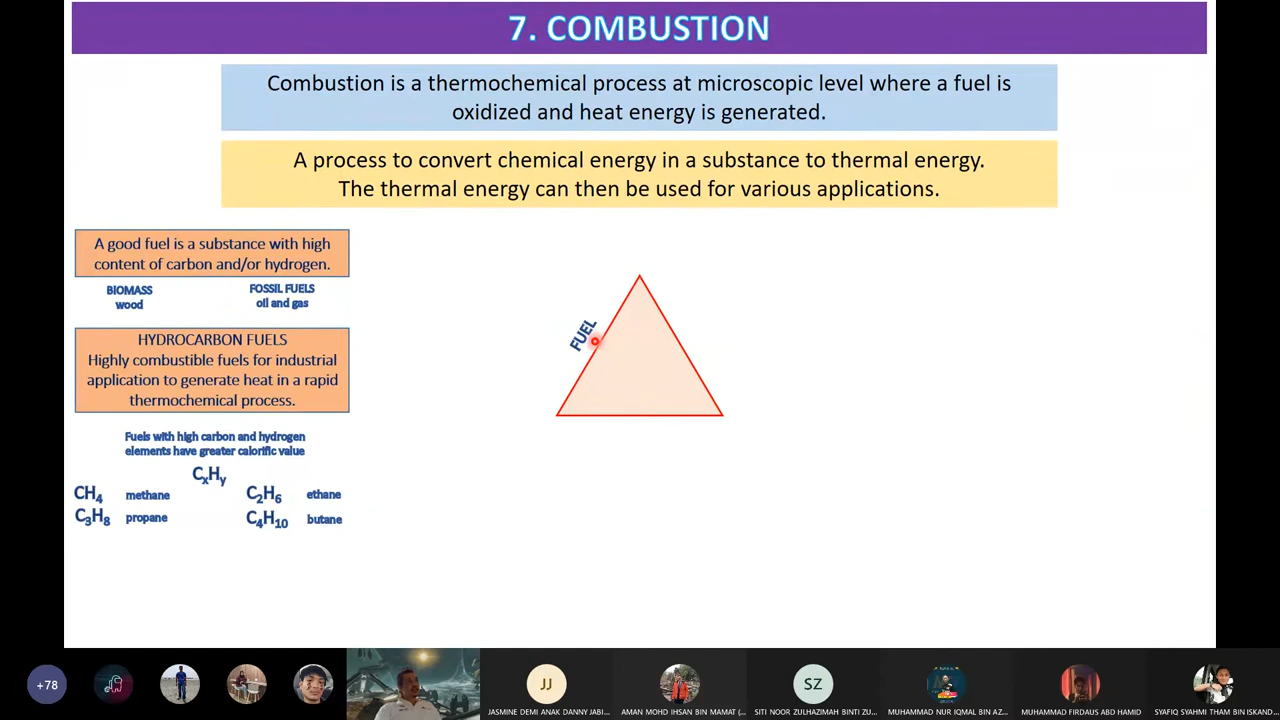 7. COMBUSTION
Combustion is a thermochemical process at microscopic level where a fuel is
oxidized and heat energy is generated.
A process to convert chemical energy in a substance to thermal energy.
The thermal energy can then be used for various applications.
A good fuel is a substance with high
content of carbon and/or hydrogen.
BIOMASS
wood
FOSSIL FUELS
oil and gas
HYDROCARBON FUELS
Highly combustible fuels for industrial
application to generate heat in a rapid
thermochemical process.
Fuels with high carbon and hydrogen
elements have greater calorific value
CxHy
CH4 methane
C2H6 ethane
C3H8 propane
C4H10 butane
FUEL
+78
JJ
SZ
JASMINE DEMI ANAK DANNY JABI...
AMAN MOHD IHSAN BIN MAMAT (...
SITI NOOR ZULHAZIMAH BINTI ZU...
MUHAMMAD NUR IQMAL BIN AZ...
MUHAMMAD FIRDAUS ABD HAMID
SYAFIQ SYAHMI THAM BIN ISKAND...